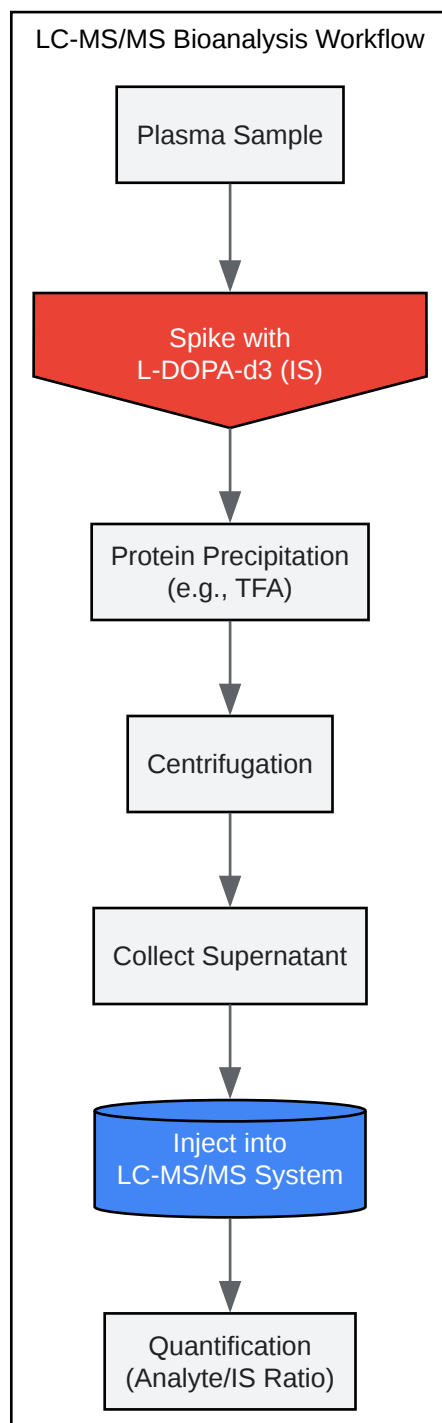 LC-MS/MS Bioanalysis Workflow
Plasma Sample
Spike with
L-DOPA-d3 (IS)
Protein Precipitation
(e.g., TFA)
Centrifugation
Collect Supernatant
Inject into
LC-MS/MS System
Quantification
(Analyte/IS Ratio)